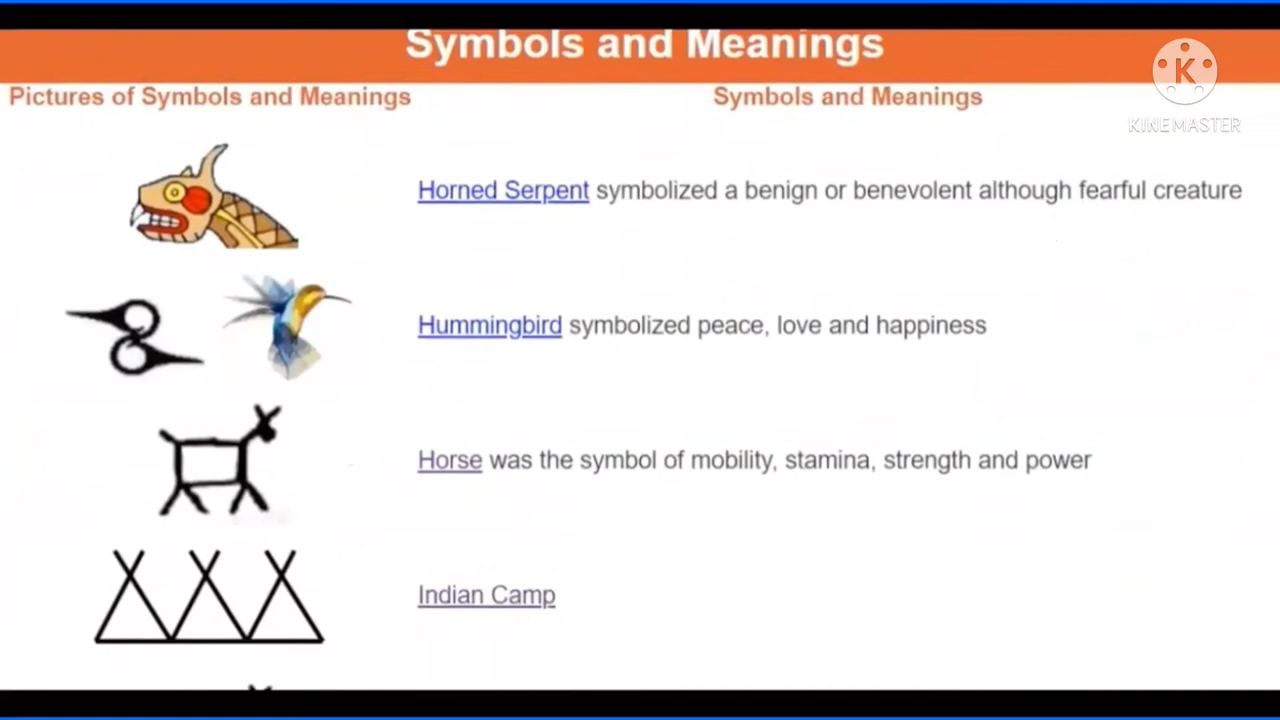 Symbols and Meanings
K
KINEMASTER
Pictures of Symbols and Meanings
Symbols and Meanings
Horned Serpent symbolized a benign or benevolent although fearful creature
Hummingbird symbolized peace, love and happiness
Horse was the symbol of mobility, stamina, strength and power
Indian Camp